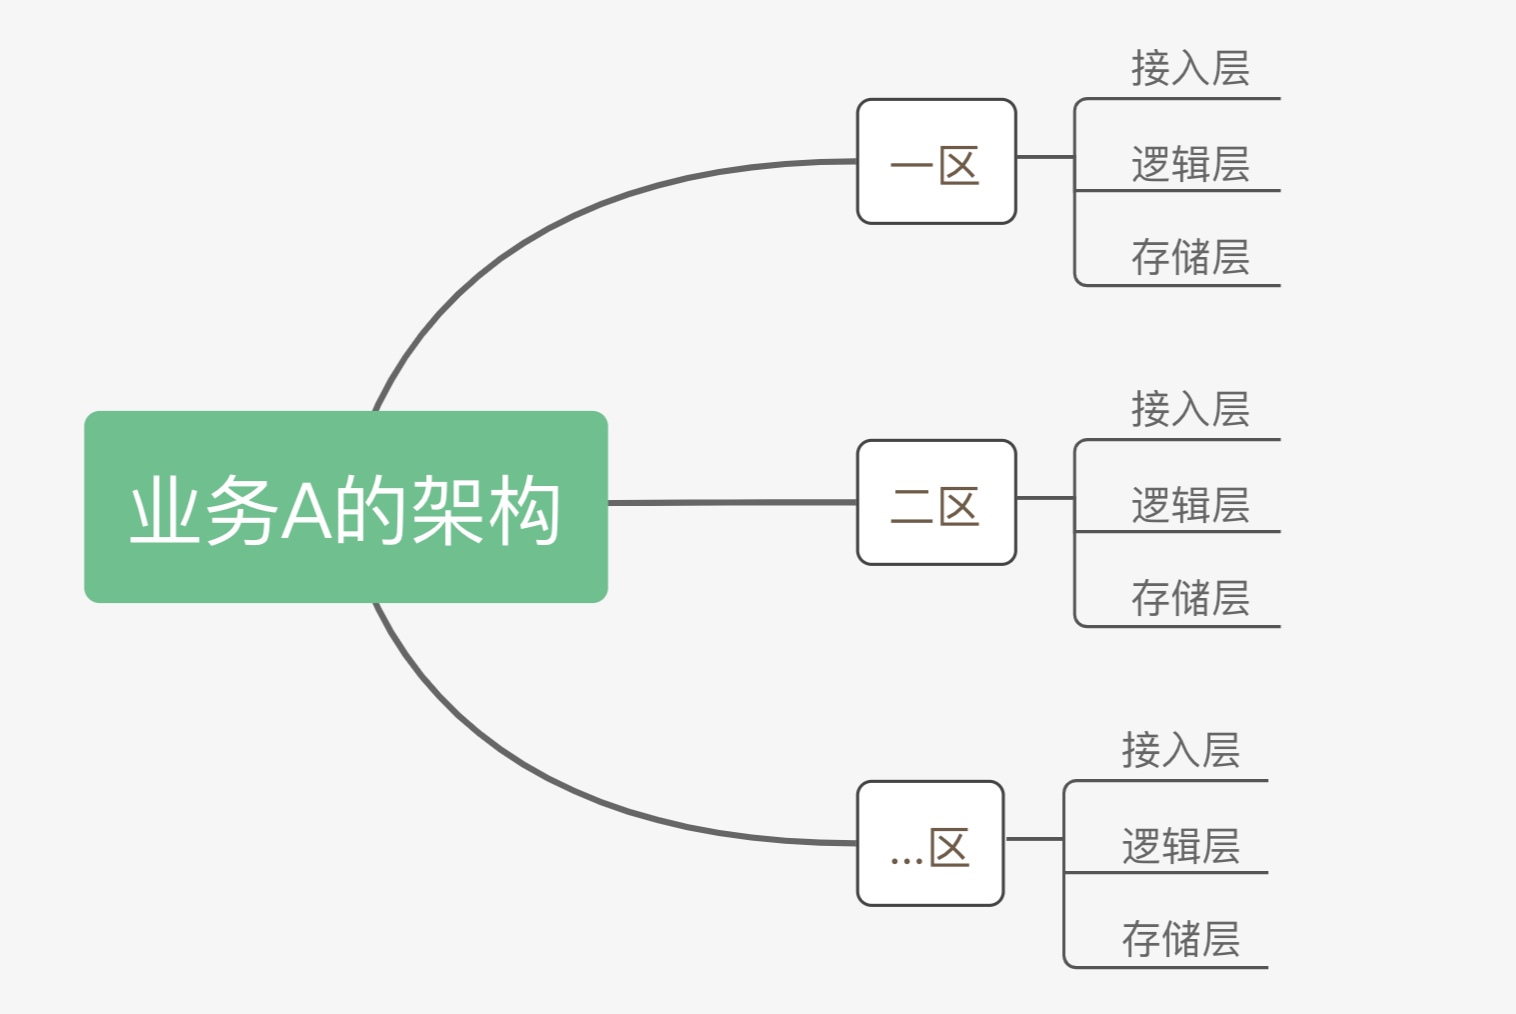 业务A的架构
一区
接入层
逻辑层
存储层
二区
接入层
逻辑层
存储层
...区
接入层
逻辑层
存储层